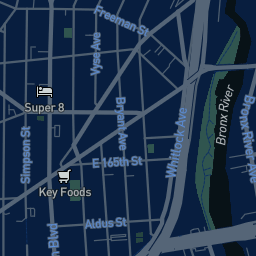 Freeman St
Vyse Ave
Super 8
Bryant Ave
Whitlock Ave
Bronx River
Simpson St
E 165th St
Key Foods
Bronx River Ave
Aldus St
n Blvd